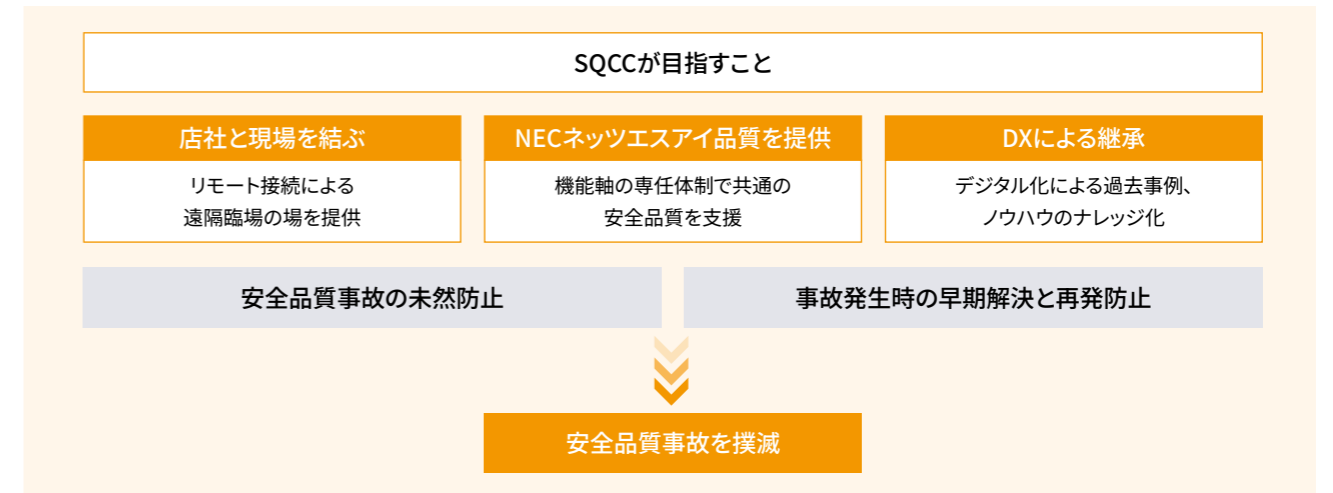 SQCCが目指すこと
店社と現場を結ぶ
リモート接続による
遠隔臨場の場を提供
NECネッツエスアイ品質を提供
機能軸の専任体制で共通の
安全品質を支援
DXによる継承
デジタル化による過去事例、
ノウハウのナレッジ化
安全品質事故の未然防止
事故発生時の早期解決と再発防止
安全品質事故を撲滅